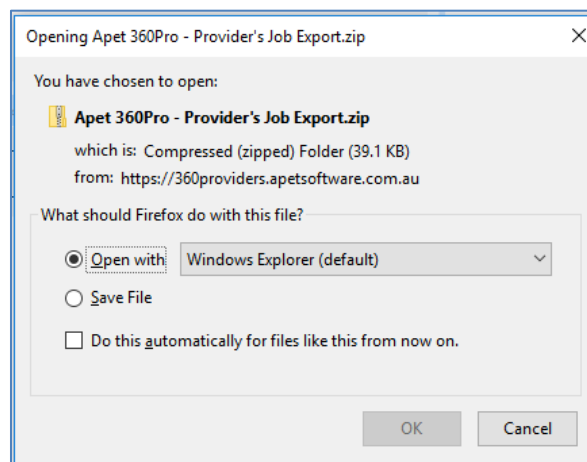 Opening Apet 360Pro - Provider's Job Export.zip
You have chosen to open:
Apet 360Pro - Provider's Job Export.zip
which is: Compressed (zipped) Folder (39.1 KB)
from: https://360providers.apetsoftware.com.au
What should Firefox do with this file?
Open with Windows Explorer (default)
Save File
Do this automatically for files like this from now on.
OK Cancel